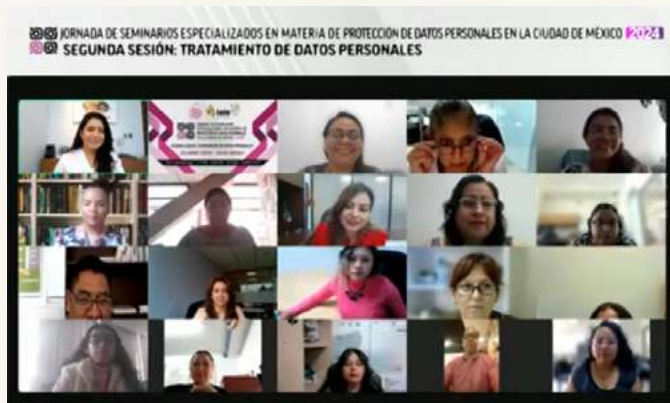 JORNADA DE SEMINARIOS ESPECIALIZADOS EN MATERIA DE PROTECCIÓN DE DATOS PERSONALES EN LA CIUDAD DE MÉXICO 2024
SEGUNDA SESIÓN: TRATAMIENTO DE DATOS PERSONALES